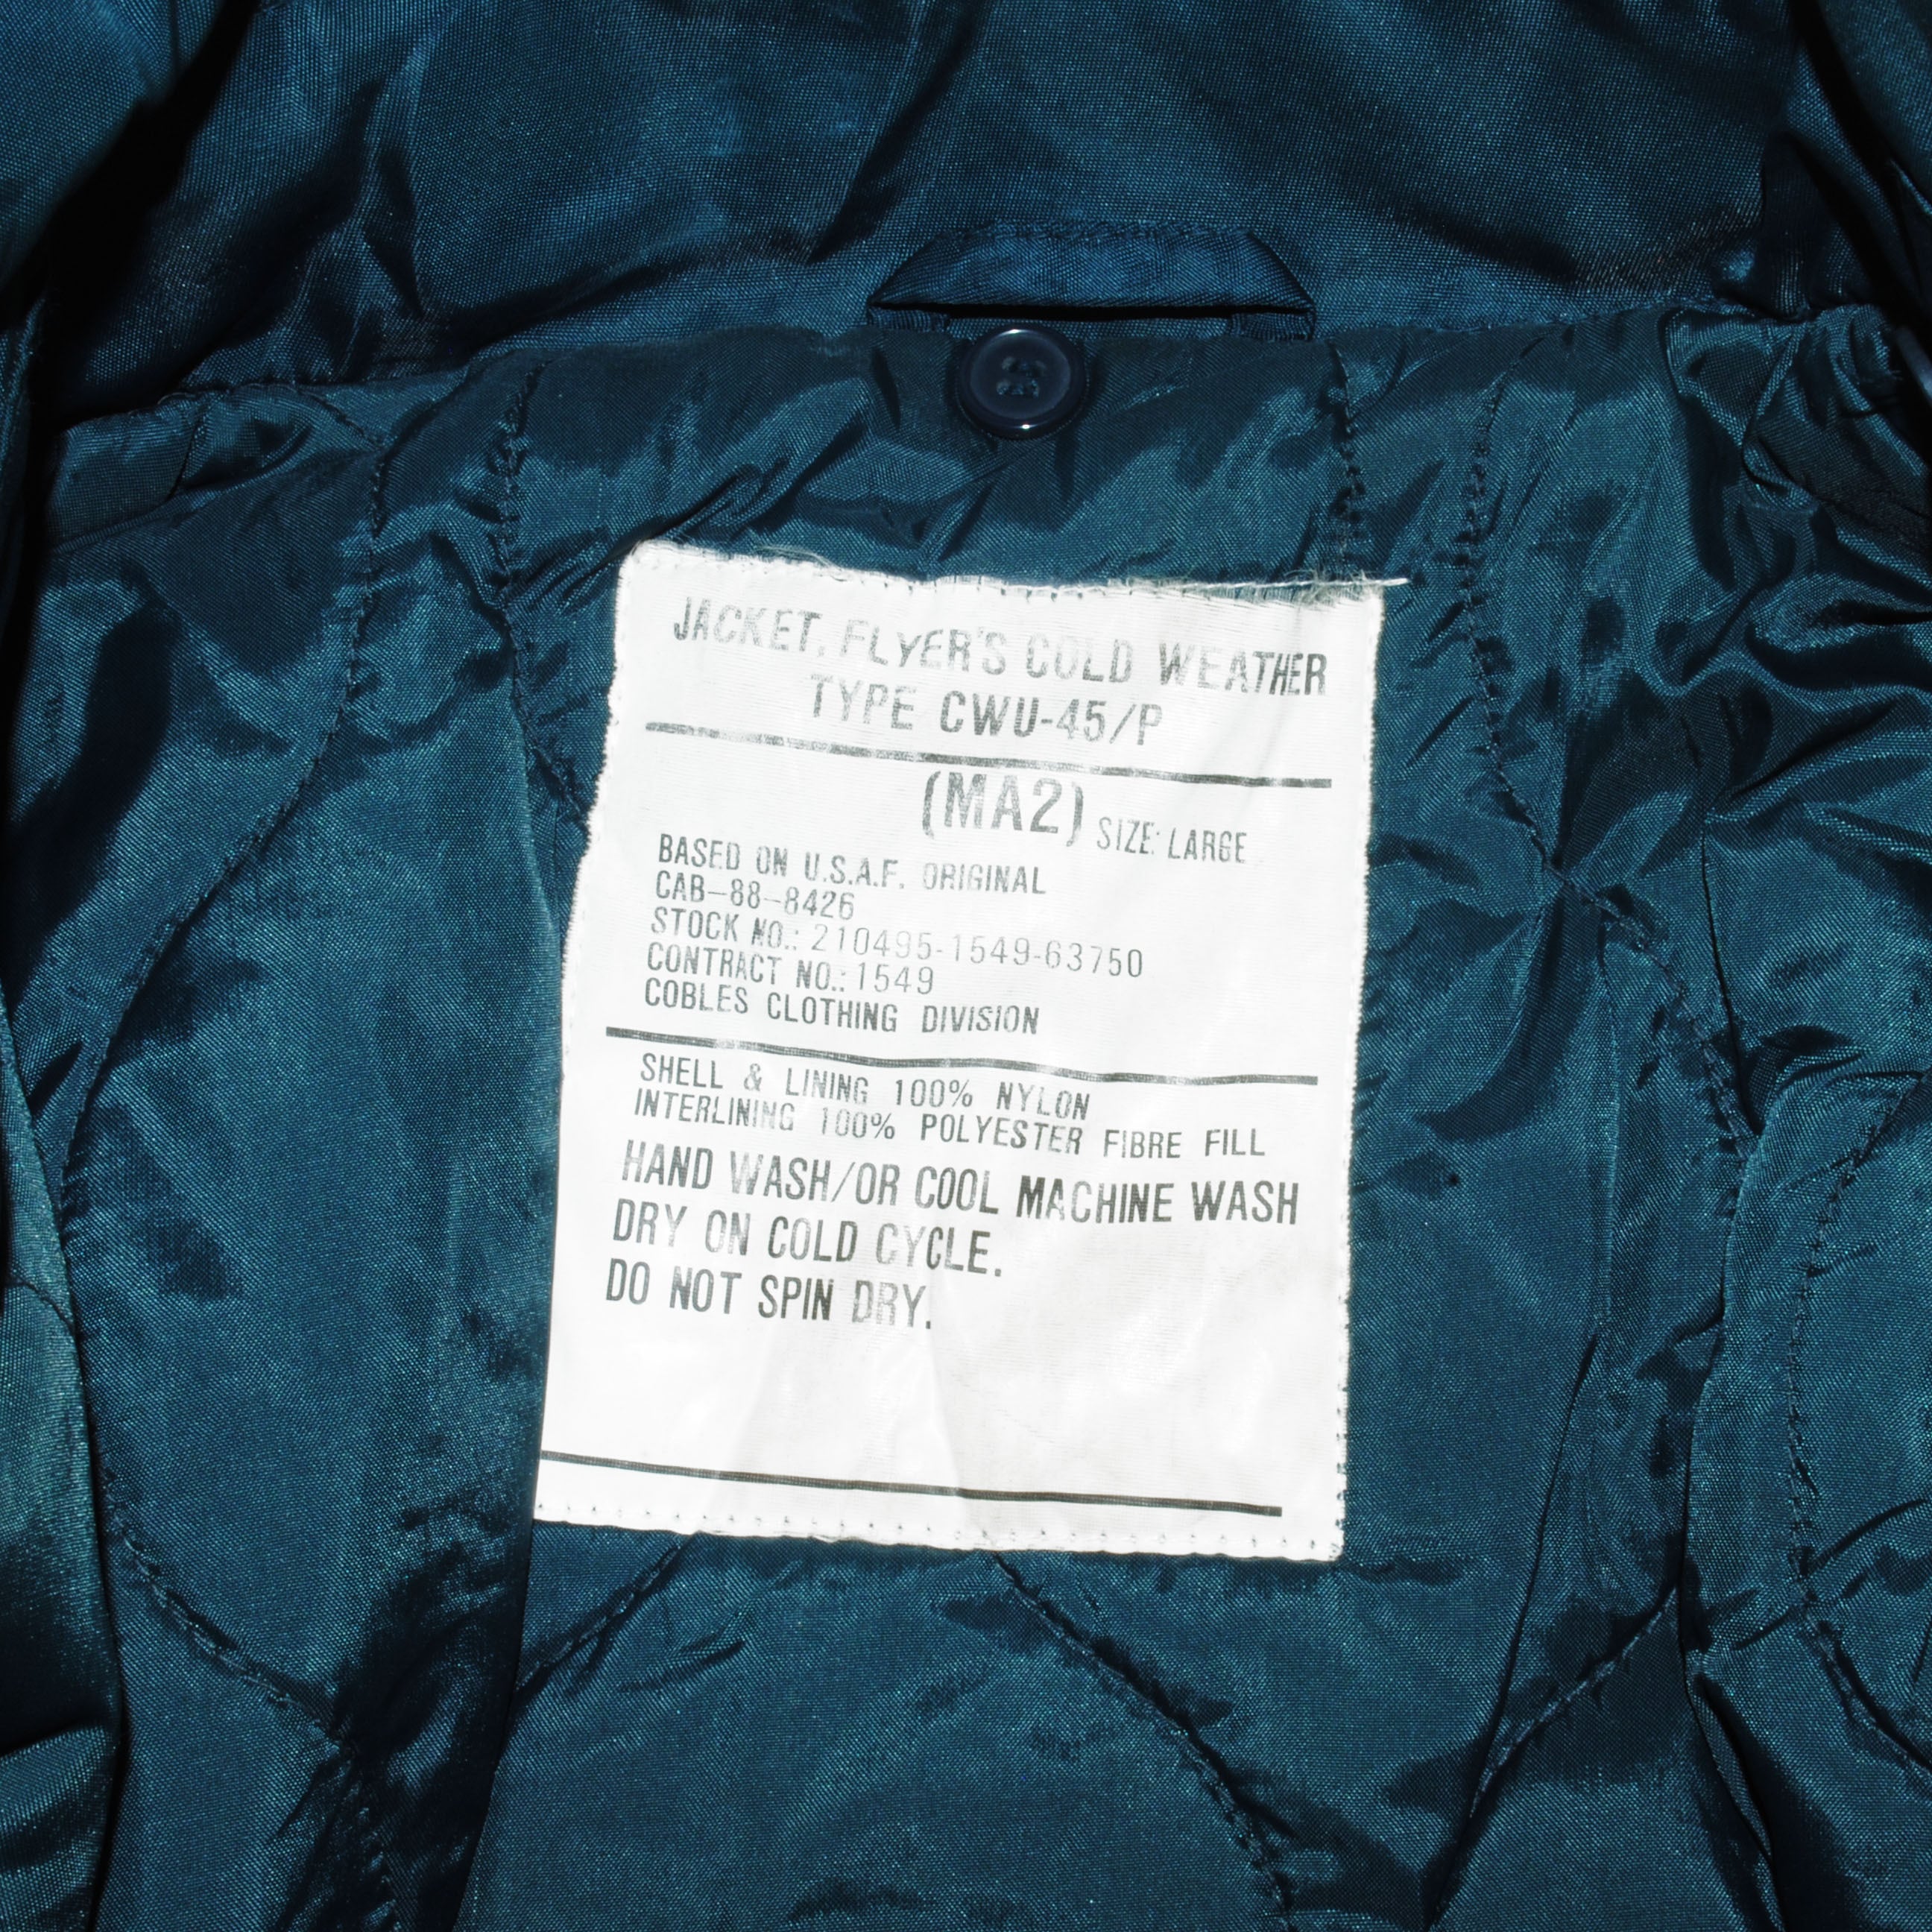 JACKET, FLYER'S COLD WEATHER
TYPE CWU-45/P
(MA2) SIZE: LARGE
BASED ON U.S.A.F. ORIGINAL
CAB-88-8426
STOCK NO.: 210495-1549-63750
CONTRACT NO.: 1549
COBLES CLOTHING DIVISION
SHELL & LINING 100% NYLON
INTERLINING 100% POLYESTER FIBRE FILL
HAND WASH/OR COOL MACHINE WASH
DRY ON COLD CYCLE.
DO NOT SPIN DRY.